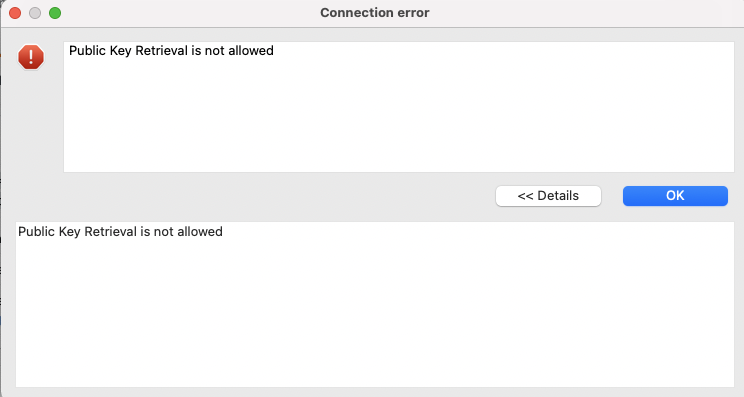 Connection error
Public Key Retrieval is not allowed
<< Details
OK
Public Key Retrieval is not allowed